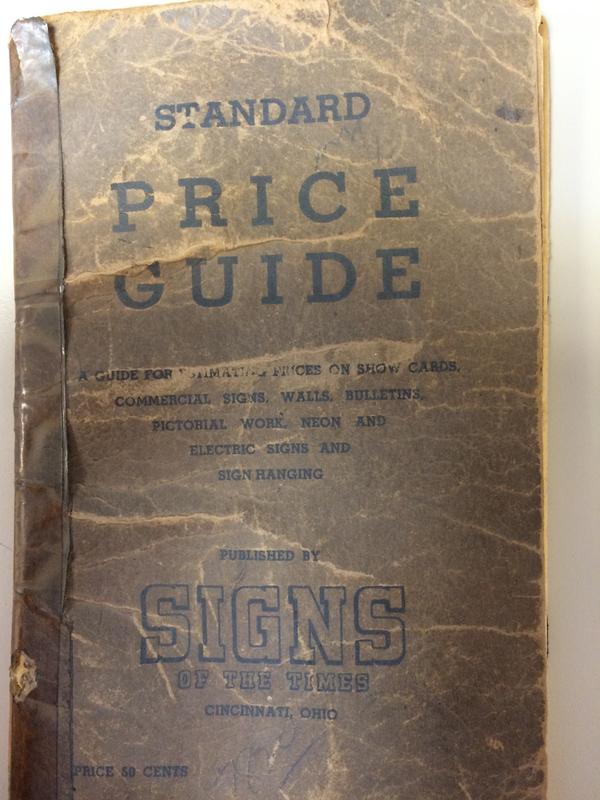 STANDARD
PRICE
GUIDE
A GUIDE FOR ESTIMATING PRICES ON SHOW CARDS,
COMMERCIAL SIGNS, WALLS, BULLETINS,
PICTORIAL WORK, NEON AND
ELECTRIC SIGNS AND
SIGN HANGING
PUBLISHED BY
SIGNS
OF THE TIMES
CINCINNATI, OHIO
PRICE 50 CENTS